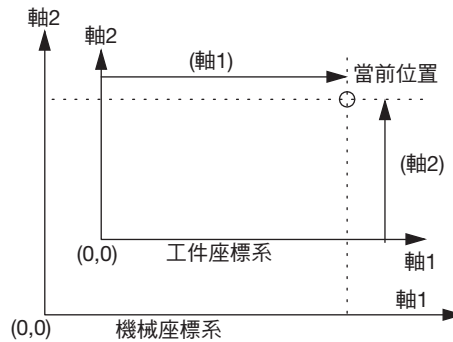 軸2
軸2
(軸1)
當前位置
(軸2)
(0,0)
工件座標系
軸1
軸1
(0,0)
機械座標系